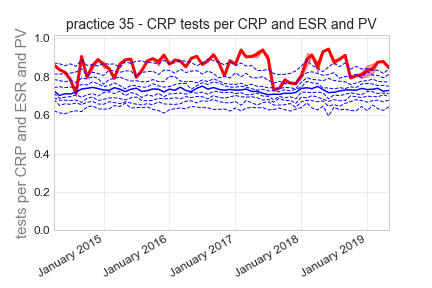 practice 35 - CRP tests per CRP and ESR and PV
tests per CRP and ESR and PV
1.0
0.8
0.6
0.4
0.2
0.0
January 2015
January 2016
January 2017
January 2018
January 2019